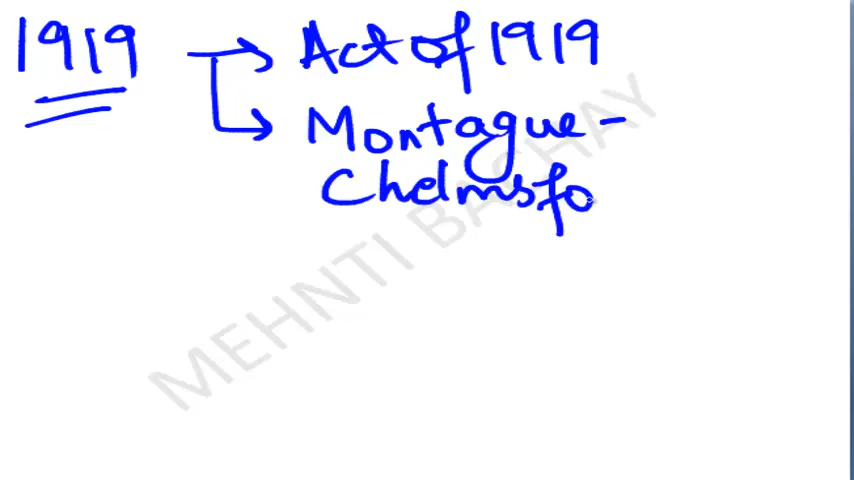 1919 → Act of 1919
→ Montague -
Chelmsfo
MEHNTI BACHAY